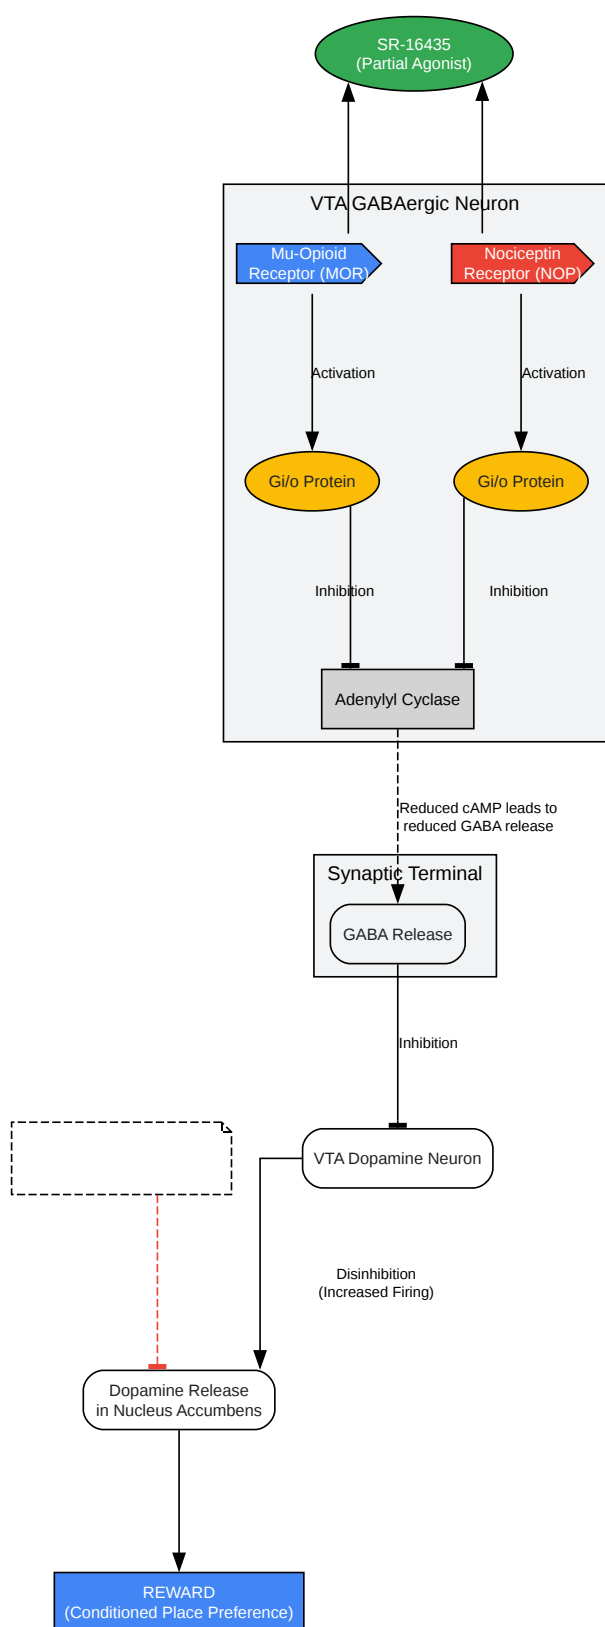 SR-16435
(Partial Agonist)
VTA GABAergic Neuron
Mu-Opioid
Receptor (MOR)
Nociceptin
Receptor (NOP)
Activation
Activation
Gi/o Protein
Gi/o Protein
Inhibition
Inhibition
Adenylyl Cyclase
Reduced cAMP leads to
reduced GABA release
Synaptic Terminal
GABA Release
Inhibition
VTA Dopamine Neuron
Disinhibition
(Increased Firing)
Dopamine Release
in Nucleus Accumbens
REWARD
(Conditioned Place Preference)